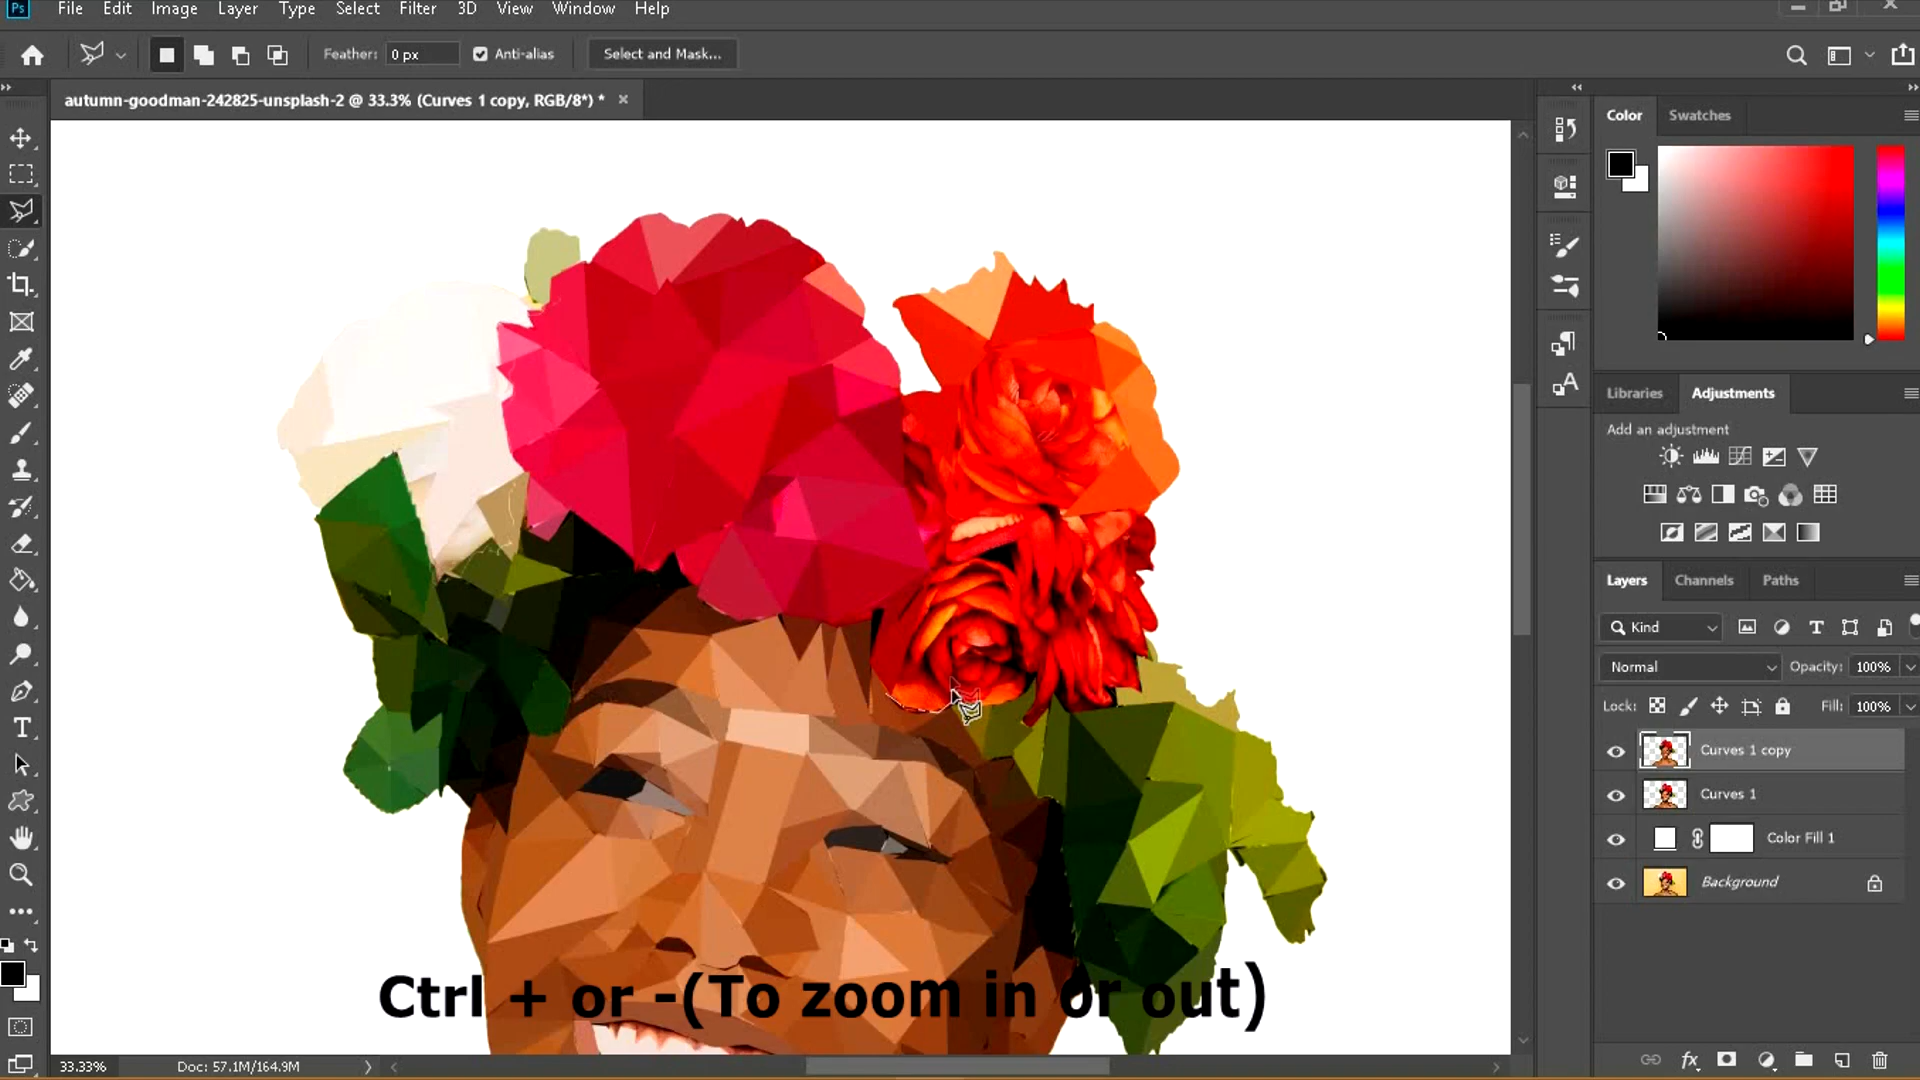 Ps File Edit Image Layer Type Select Filter 3D View Window Help
Feather: 0 px Anti-alias Select and Mask...
autumn-goodman-242825-unsplash-2 @ 33.3% (Curves 1 copy, RGB/8*) * ×
Color Swatches
Libraries Adjustments
Add an adjustment
Layers Channels Paths
Kind
Normal Opacity: 100%
Lock: Fill: 100%
Curves 1 copy
Curves 1
Color Fill 1
Background
Ctrl + or -(To zoom in or out)
33.33% Doc: 57.1M/164.9M